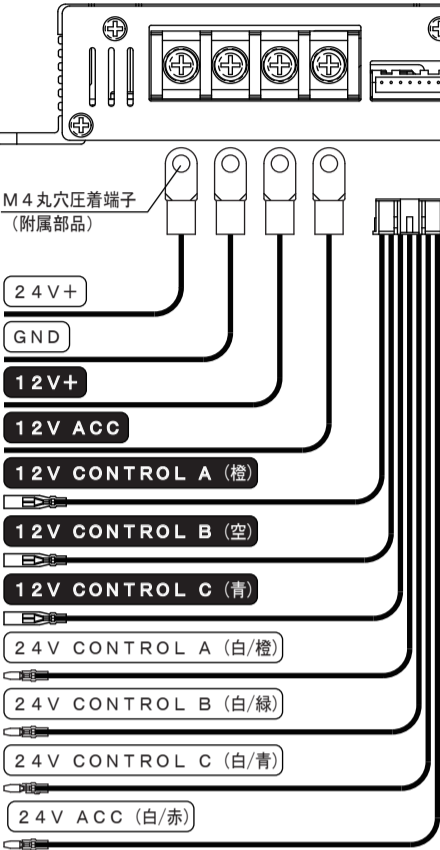 M4丸穴圧着端子
(附属部品)
24V+
GND
12V+
12V ACC
12V CONTROL A (橙)
12V CONTROL B (空)
12V CONTROL C (青)
24V CONTROL A (白/橙)
24V CONTROL B (白/緑)
24V CONTROL C (白/青)
24V ACC (白/赤)